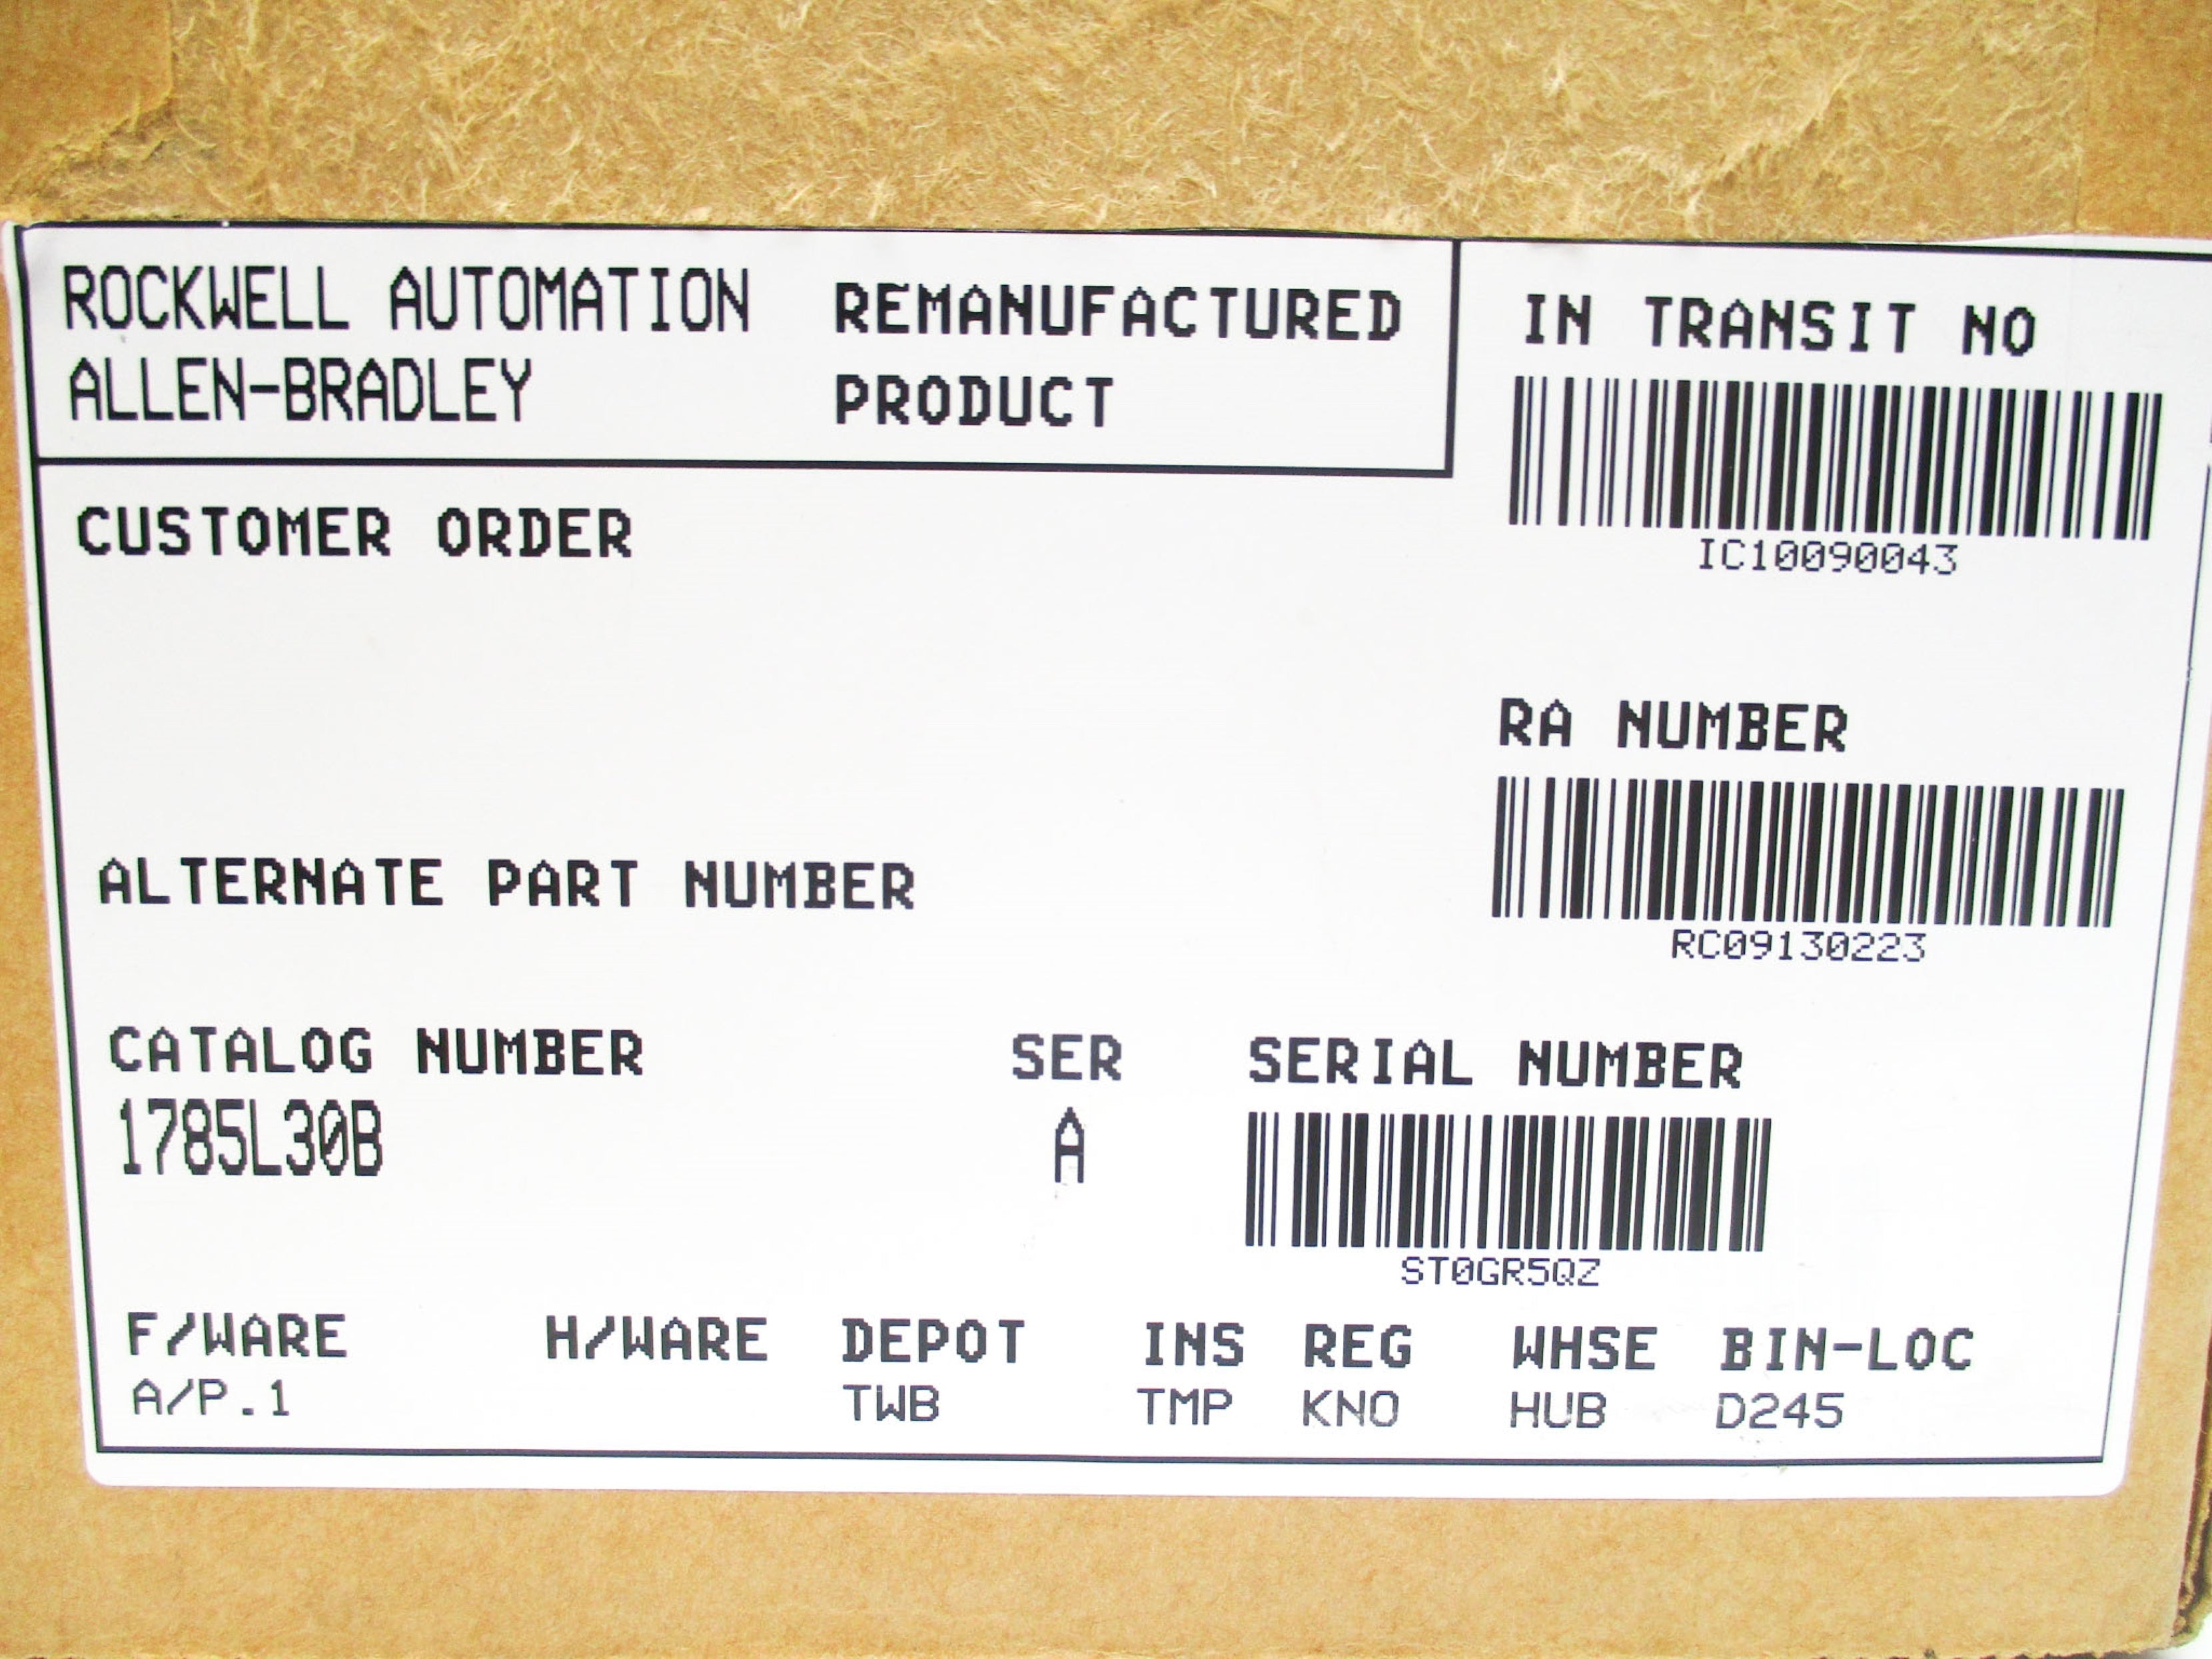 ROCKWELL AUTOMATION REMANUFACTURED
ALLEN-BRADLEY PRODUCT
IN TRANSIT NO
IC10090043
CUSTOMER ORDER
RA NUMBER
RC09130223
ALTERNATE PART NUMBER
CATALOG NUMBER SER SERIAL NUMBER
1785L30B A
ST0GR5QZ
F/WARE H/WARE DEPOT INS REG WHSE BIN-LOC
A/P.1 TWB TMP KNO HUB D245